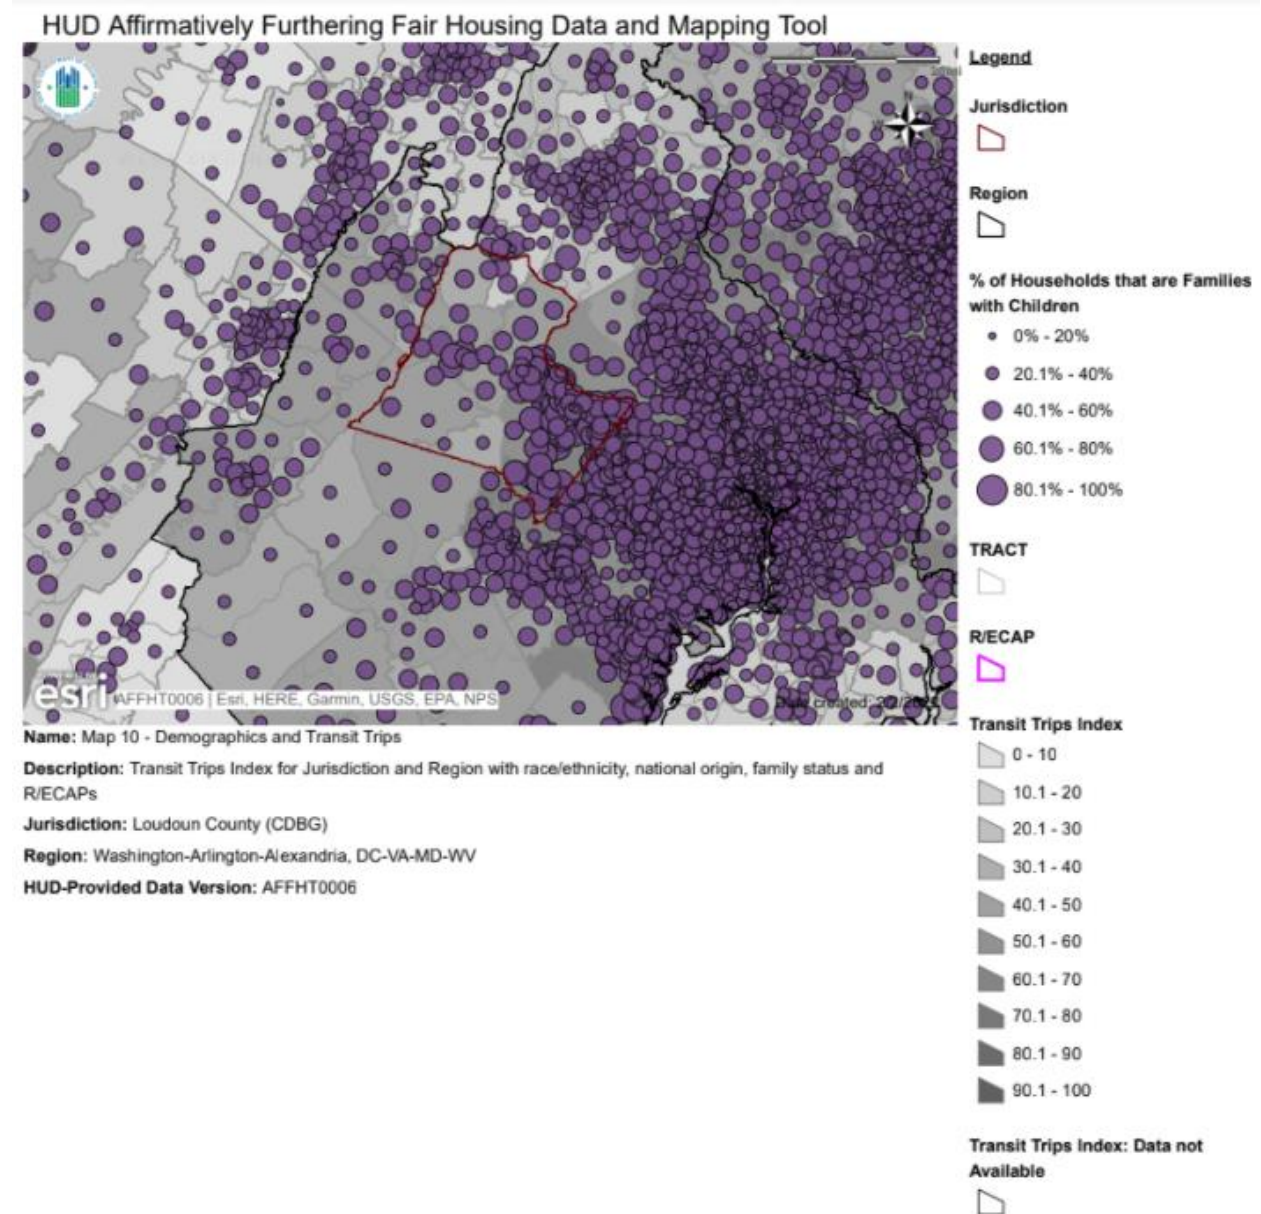 HUD Affirmatively Furthering Fair Housing Data and Mapping Tool
esri
AFFHT0006 | Esri, HERE, Garmin, USGS, EPA, NPS
created:
Name: Map 10 - Demographics and Transit Trips
Description: Transit Trips Index for Jurisdiction and Region with race/ethnicity, national origin, family status and
R/ECAPs
Jurisdiction: Loudoun County (CDBG)
Region: Washington-Arlington-Alexandria, DC-VA-MD-WV
HUD-Provided Data Version: AFFHT0006
Legend
Jurisdiction
Region
% of Households that are Families
with Children
0% - 20%
20.1% - 40%
40.1% - 60%
60.1% - 80%
80.1% - 100%
TRACT
R/ECAP
Transit Trips Index
0 - 10
10.1 - 20
20.1 - 30
30.1 - 40
40.1 - 50
50.1 - 60
60.1 - 70
70.1 - 80
80.1 - 90
90.1 - 100
Transit Trips Index: Data not
Available